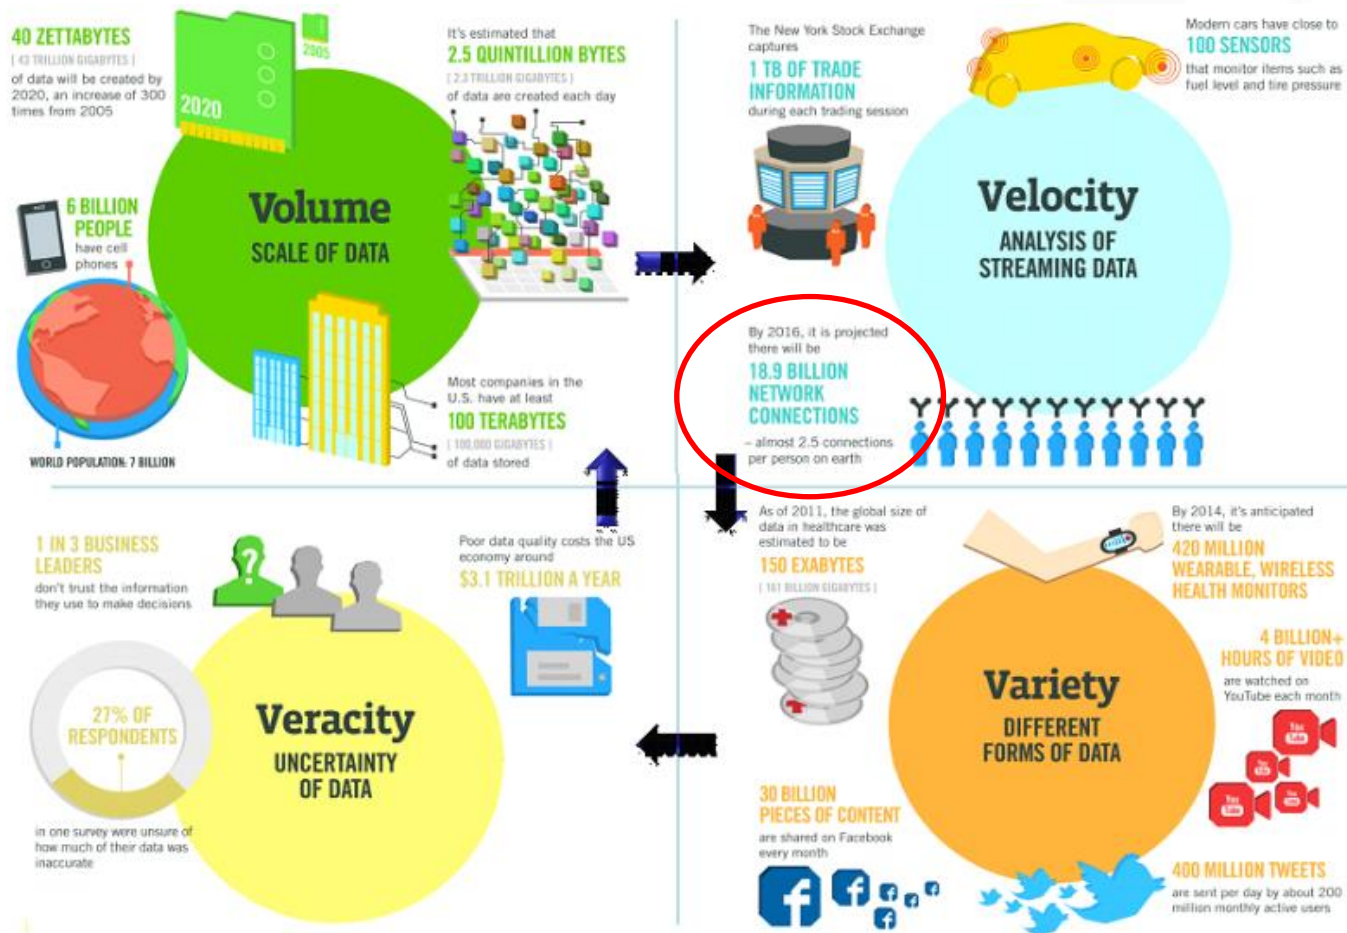 40 ZETTABYTES
[ 43 TRILLION GIGABYTES ]
of data will be created by
2020, an increase of 300
times from 2005
2020
2005
It's estimated that
2.5 QUINTILLION BYTES
[ 2.3 TRILLION GIGABYTES ]
of data are created each day
6 BILLION
PEOPLE
have cell
phones
WORLD POPULATION: 7 BILLION
Volume
SCALE OF DATA
Most companies in the
U.S. have at least
100 TERABYTES
[ 100,000 GIGABYTES ]
of data stored
The New York Stock Exchange
captures
1 TB OF TRADE
INFORMATION
during each trading session
Modern cars have close to
100 SENSORS
that monitor items such as
fuel level and tire pressure
Velocity
ANALYSIS OF
STREAMING DATA
By 2016, it is projected
there will be
18.9 BILLION
NETWORK
CONNECTIONS
– almost 2.5 connections
per person on earth
1 IN 3 BUSINESS
LEADERS
don't trust the information
they use to make decisions
?
Poor data quality costs the US
economy around
$3.1 TRILLION A YEAR
27% OF
RESPONDENTS
in one survey were unsure of
how much of their data was
inaccurate
Veracity
UNCERTAINTY
OF DATA
As of 2011, the global size of
data in healthcare was
estimated to be
150 EXABYTES
[ 161 BILLION GIGABYTES ]
By 2014, it's anticipated
there will be
420 MILLION
WEARABLE, WIRELESS
HEALTH MONITORS
4 BILLION+
HOURS OF VIDEO
are watched on
YouTube each month
You
Tube
You
Tube
You
Tube
You
Tube
Variety
DIFFERENT
FORMS OF DATA
30 BILLION
PIECES OF CONTENT
are shared on Facebook
every month
f
f
f
f
f
f
400 MILLION TWEETS
are sent per day by about 200
million monthly active users